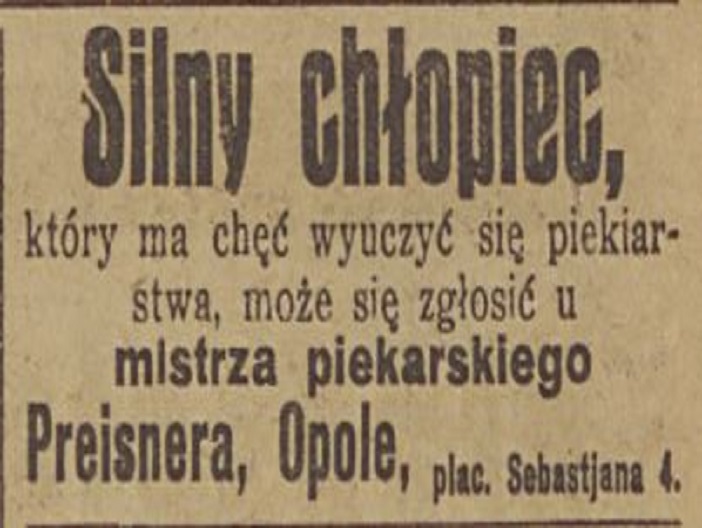 Silny chłopiec,
który ma chęć wyuczyć się piekiar-
stwa, może się zgłosić u
mistrza piekarskiego
Preisnera, Opole, plac. Sebastjana 4.